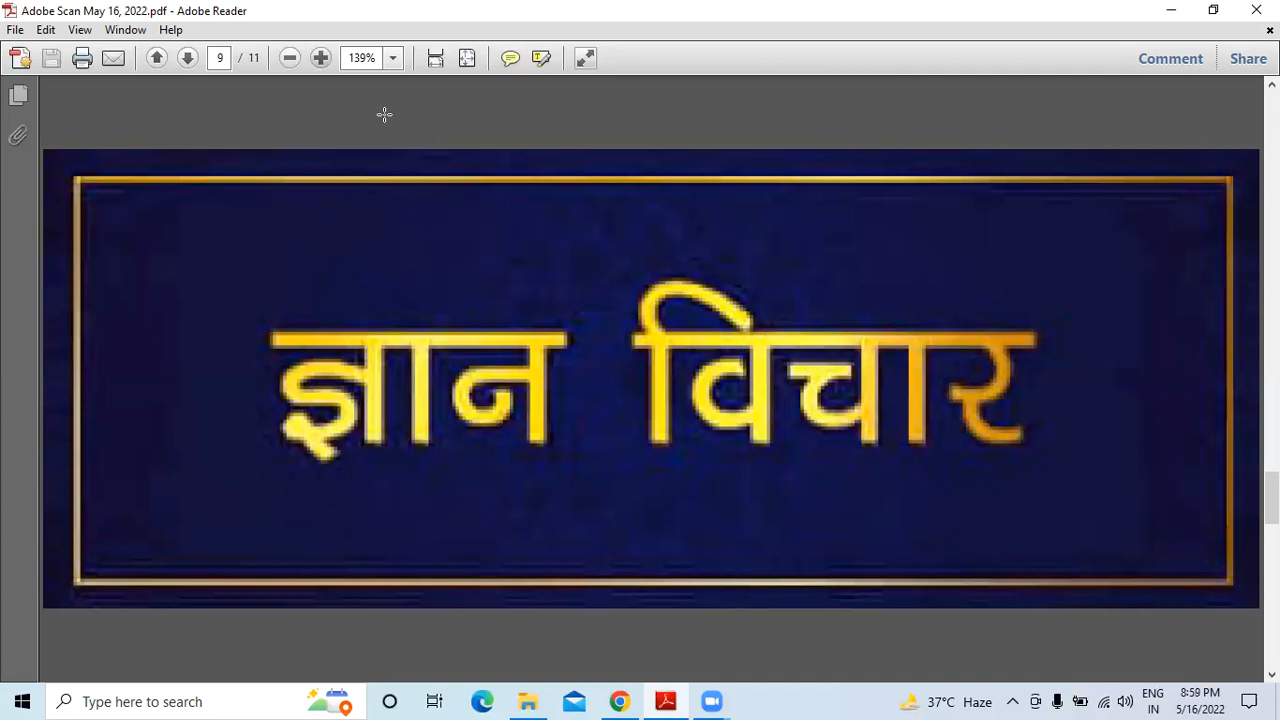 Adobe Scan May 16, 2022.pdf - Adobe Reader
File Edit View Window Help
9 / 11 139% Comment Share
ज्ञान विचार
Type here to search
37°C Haze
ENG
IN
8:59 PM
5/16/2022